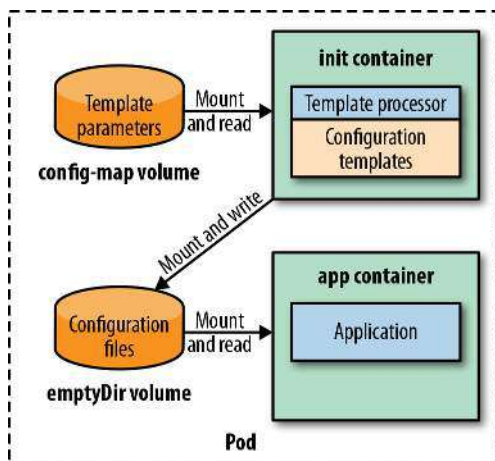 init container
Template
parameters
Mount
and read
Template processor
Configuration
templates
config-map volume
Mount and write
app container
Configuration
files
Mount
and read
Application
emptyDir volume
Pod